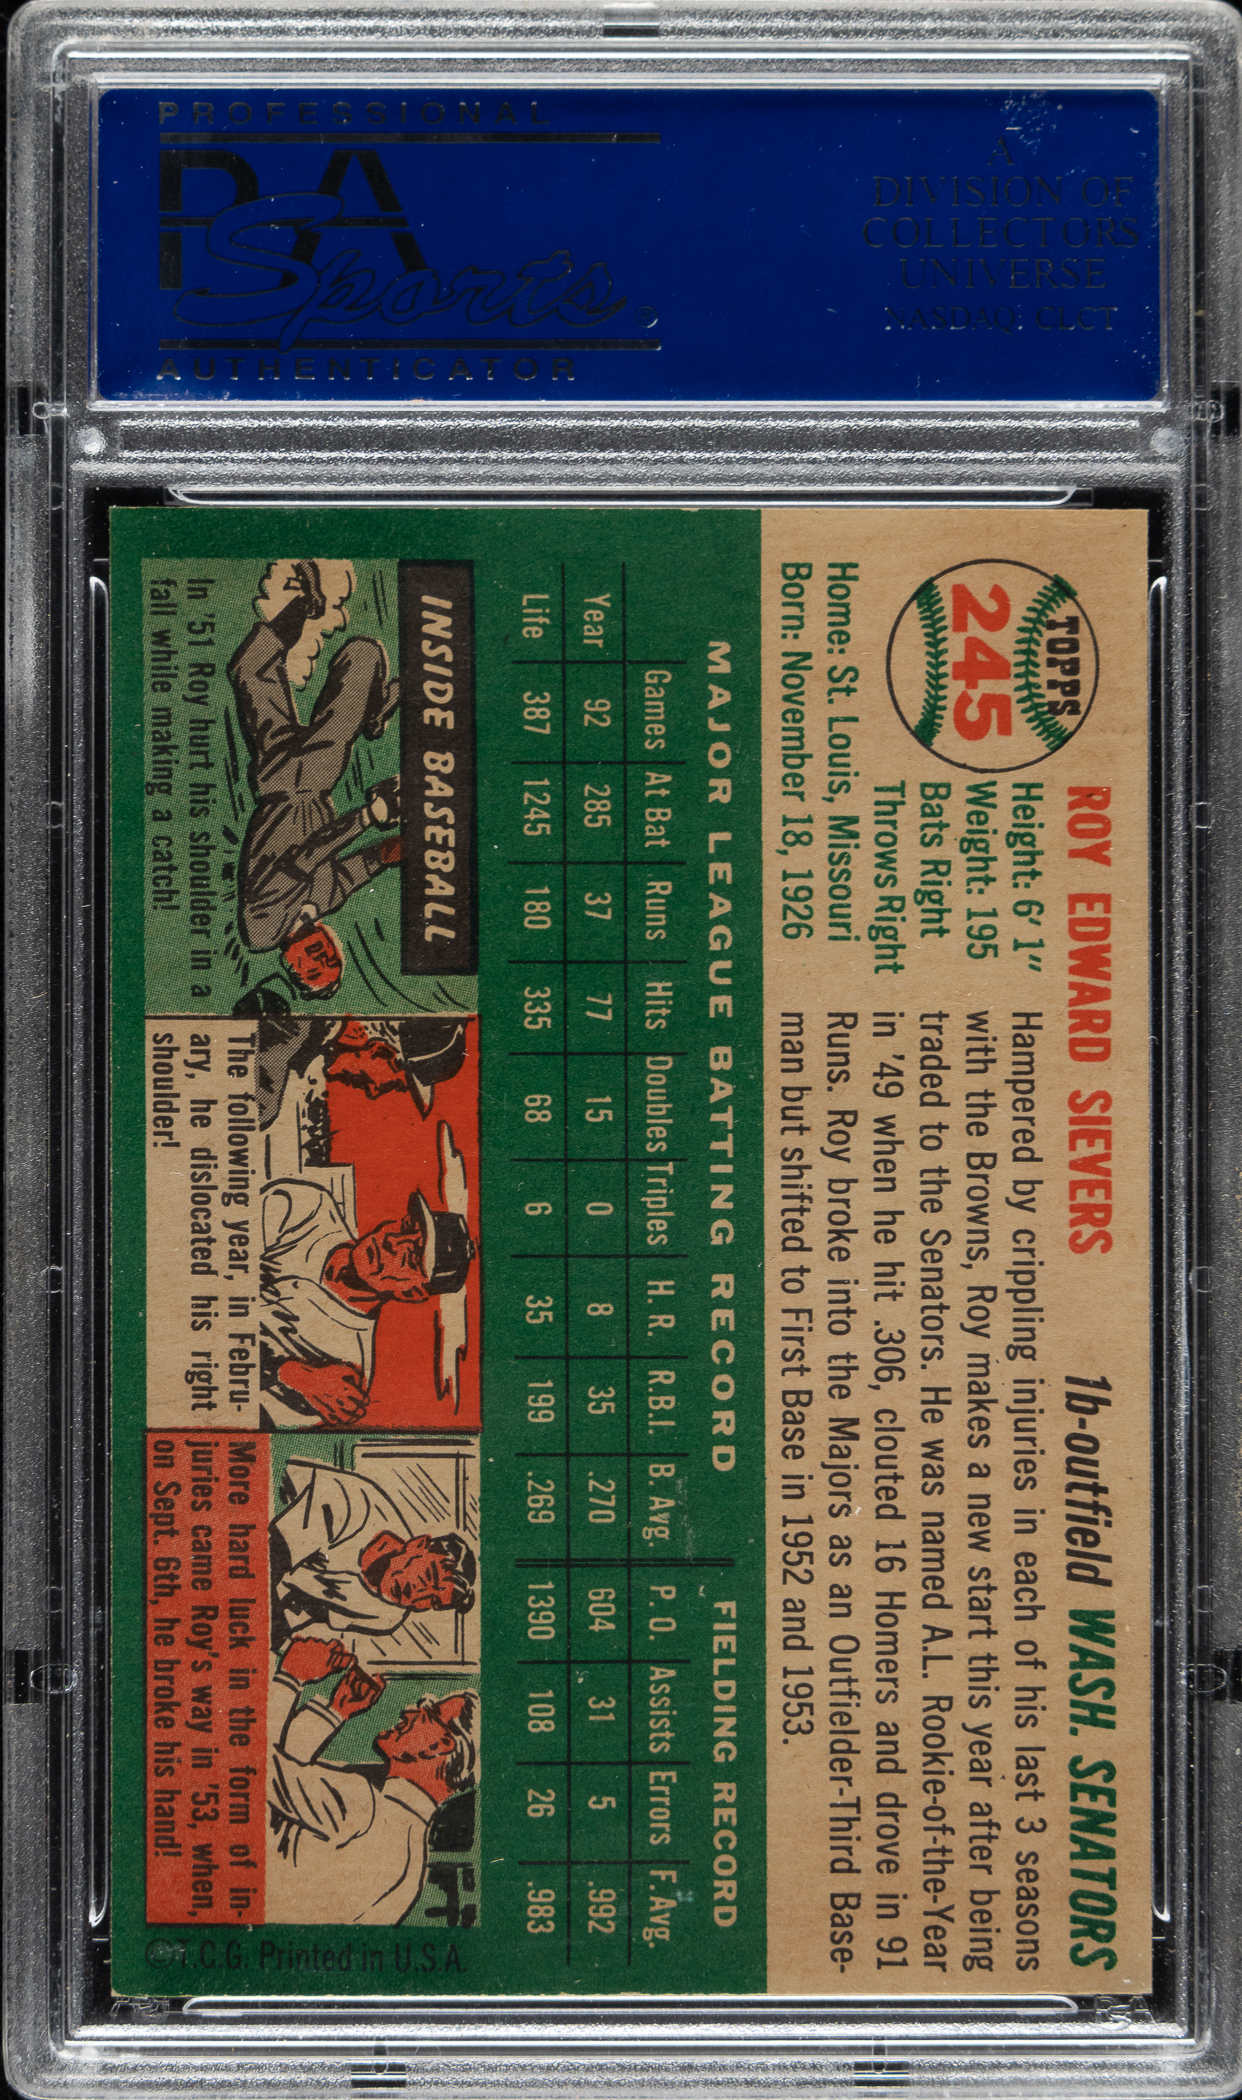 PROFESSIONAL
PSA
Sports®
AUTHENTICATOR
A
DIVISION OF
COLLECTORS
UNIVERSE
NASDAQ: CLCT
TOPPS
245
ROY EDWARD SIEVERS 1b-outfield WASH. SENATORS
Height: 6' 1"
Weight: 195
Bats Right
Throws Right
Home: St. Louis, Missouri
Born: November 18, 1926
Hampered by crippling injuries in each of his last 3 seasons
with the Browns, Roy makes a new start this year after being
traded to the Senators. He was named A.L. Rookie-of-the-Year
in '49 when he hit .306, clouted 16 Homers and drove in 91
Runs. Roy broke into the Majors as an Outfielder-Third Base-
man but shifted to First Base in 1952 and 1953.
MAJOR LEAGUE BATTING RECORD FIELDING RECORD
Games At Bat Runs Hits Doubles Triples H. R. R.B.I. B. Avg. P. O. Assists Errors F. Avg.
Year 92 285 37 77 15 0 8 35 .270 604 31 5 .992
Life 387 1245 180 335 68 6 35 199 .269 1390 108 26 .983
INSIDE BASEBALL
In '51 Roy hurt his shoulder in a
fall while making a catch!
The following year, in Febru-
ary, he dislocated his right
shoulder!
More hard luck in the form of in-
juries came Roy's way in '53, when,
on Sept. 6th, he broke his hand!
©T.C.G. Printed in U.S.A.